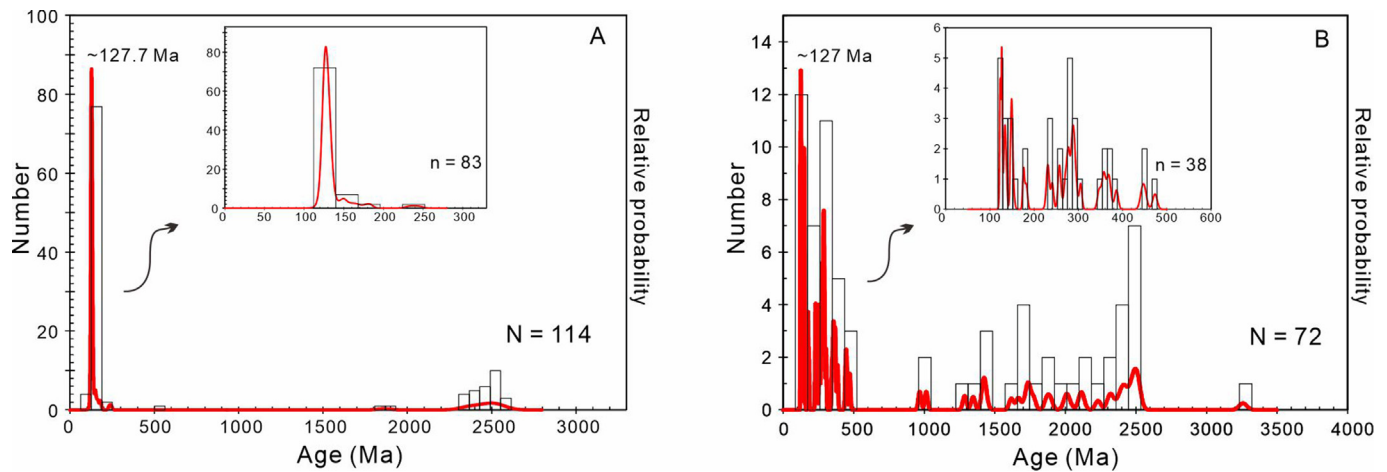 A
~127.7 Ma
Number
100
80
60
40
20
0
0 500 1000 1500 2000 2500 3000
Age (Ma)
Relative probability
N = 114
80
60
40
20
0
0 50 100 150 200 250 300
n = 83
B
~127 Ma
Number
14
12
10
8
6
4
2
0
0 500 1000 1500 2000 2500 3000 3500 4000
Age (Ma)
Relative probability
N = 72
6
5
4
3
2
1
0
0 100 200 300 400 500 600
n = 38